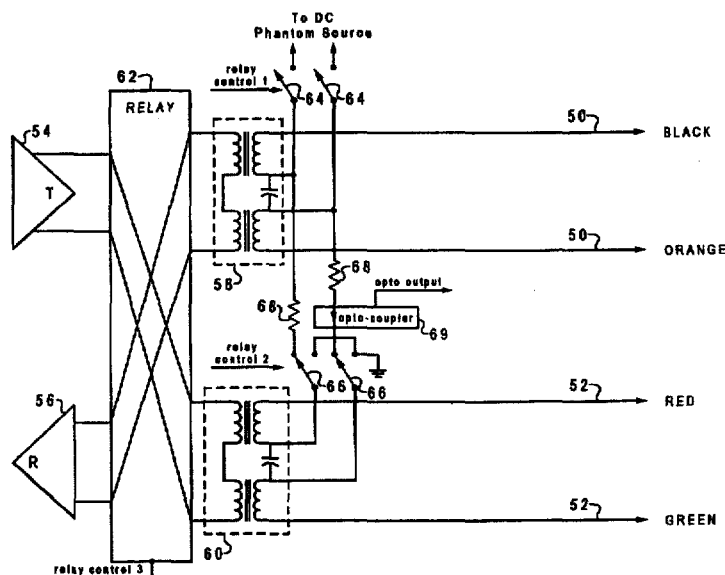 To DC
Phantom Source
62
relay
control 1
RELAY
64
64
54
50
BLACK
T
50
ORANGE
58
68
68
opto output
opto-coupler
69
relay
control 2
66
66
56
52
RED
R
52
GREEN
60
relay control 3